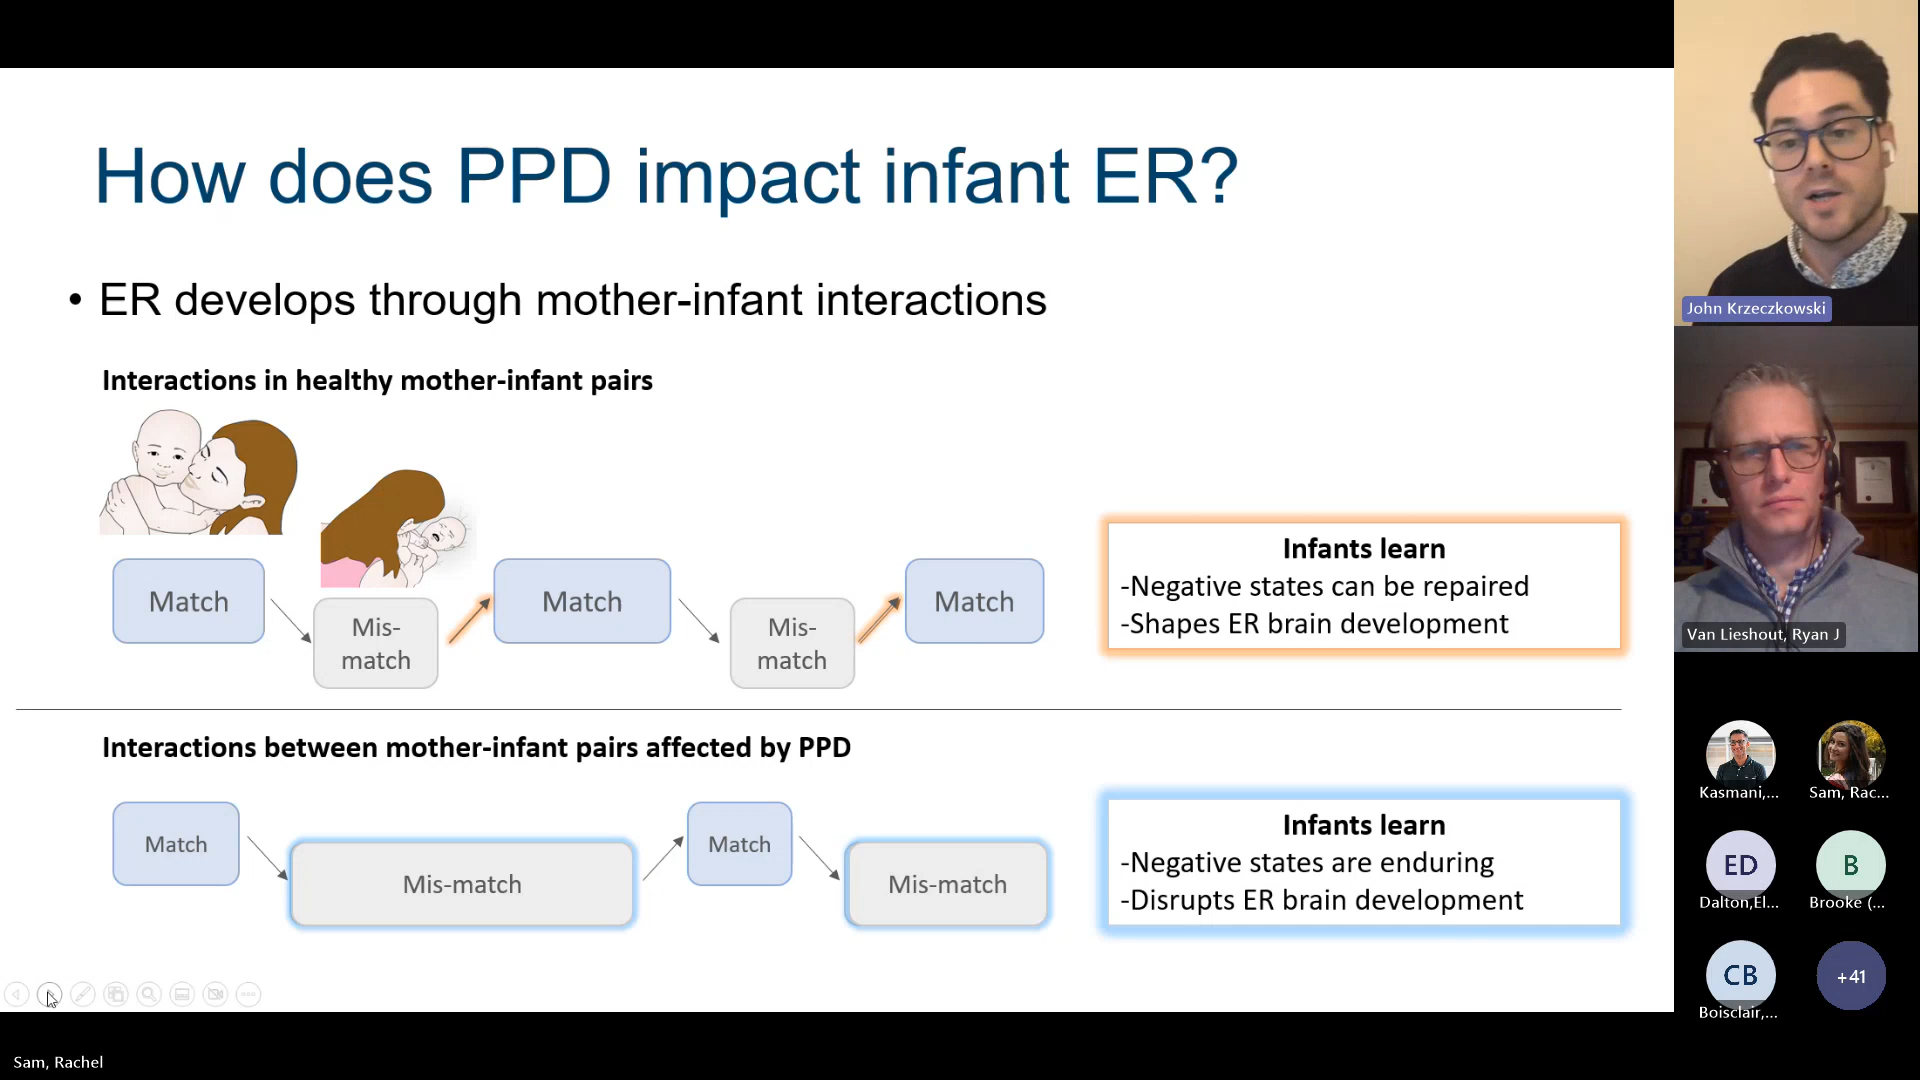 How does PPD impact infant ER?
• ER develops through mother-infant interactions
Interactions in healthy mother-infant pairs
Match
Mis-
match
Match
Mis-
match
Match
Infants learn
-Negative states can be repaired
-Shapes ER brain development
Interactions between mother-infant pairs affected by PPD
Match
Mis-match
Match
Mis-match
Infants learn
-Negative states are enduring
-Disrupts ER brain development
Sam, Rachel
John Krzeczkowski
Van Lieshout, Ryan J
Kasmani,...
Sam, Rac...
ED
Dalton,El...
B
Brooke (...
CB
Boisclair,...
+41